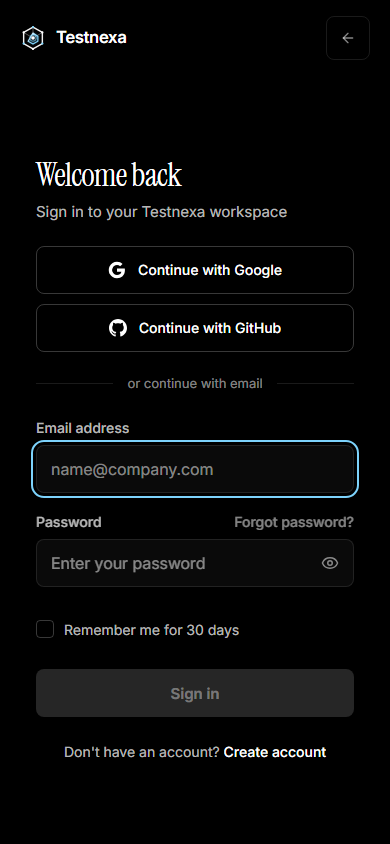 Testnexa
Welcome back
Sign in to your Testnexa workspace
Continue with Google
Continue with GitHub
or continue with email
Email address
name@company.com
Password Forgot password?
Enter your password
Remember me for 30 days
Sign in
Don't have an account? Create account